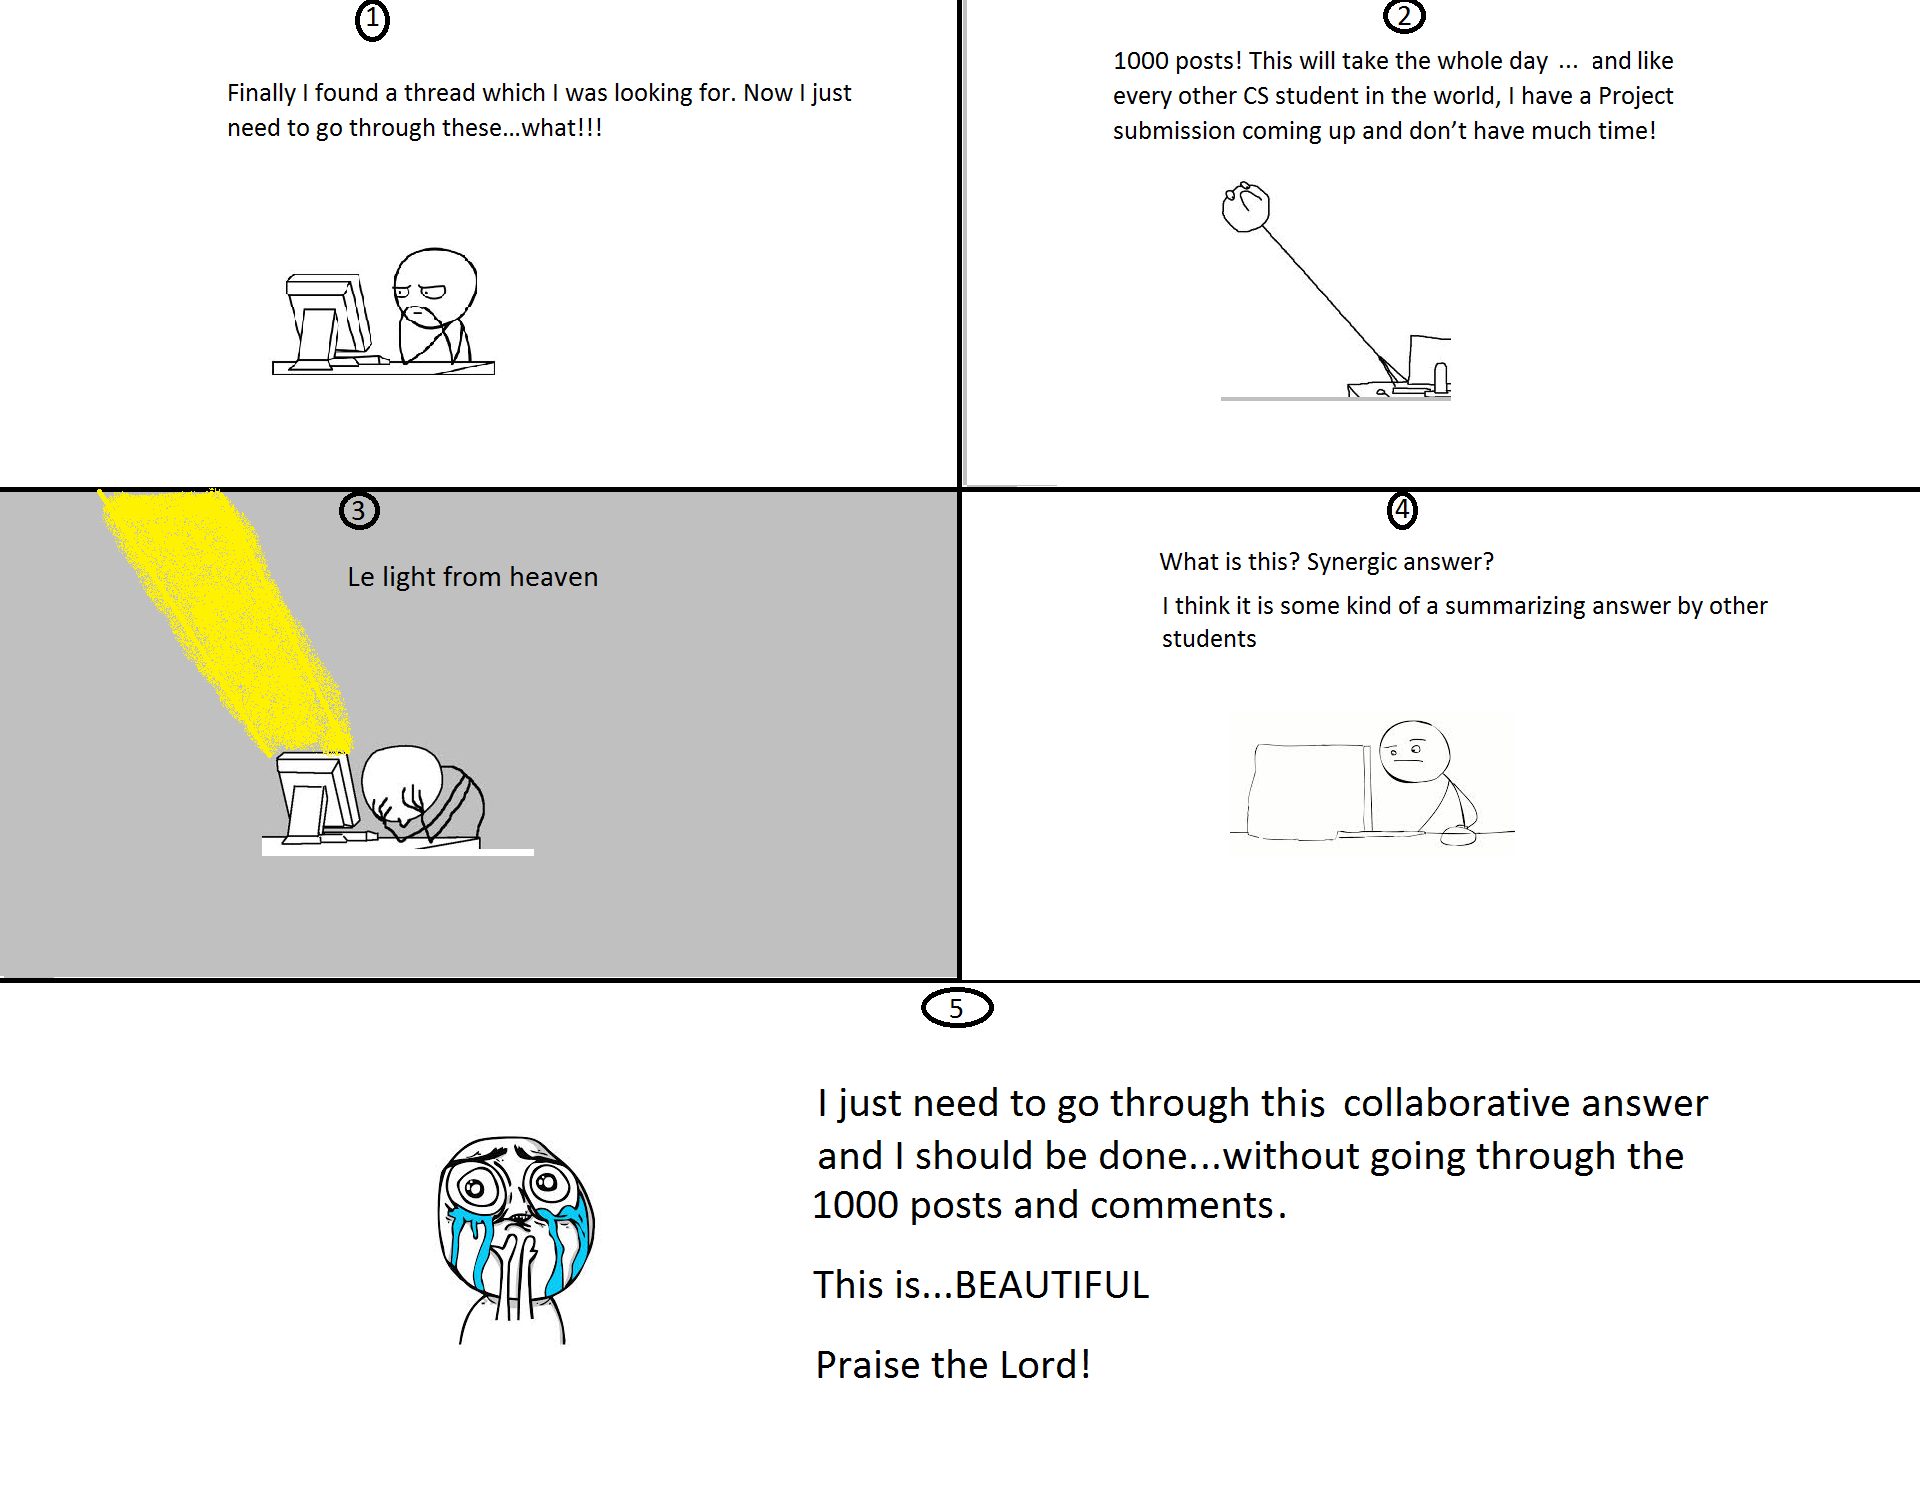 1
Finally I found a thread which I was looking for. Now I just
need to go through these...what!!!
2
1000 posts! This will take the whole day ... and like
every other CS student in the world, I have a Project
submission coming up and don’t have much time!
3
Le light from heaven
4
What is this? Synergic answer?
I think it is some kind of a summarizing answer by other
students
5
I just need to go through this collaborative answer
and I should be done...without going through the
1000 posts and comments.
This is...BEAUTIFUL
Praise the Lord!